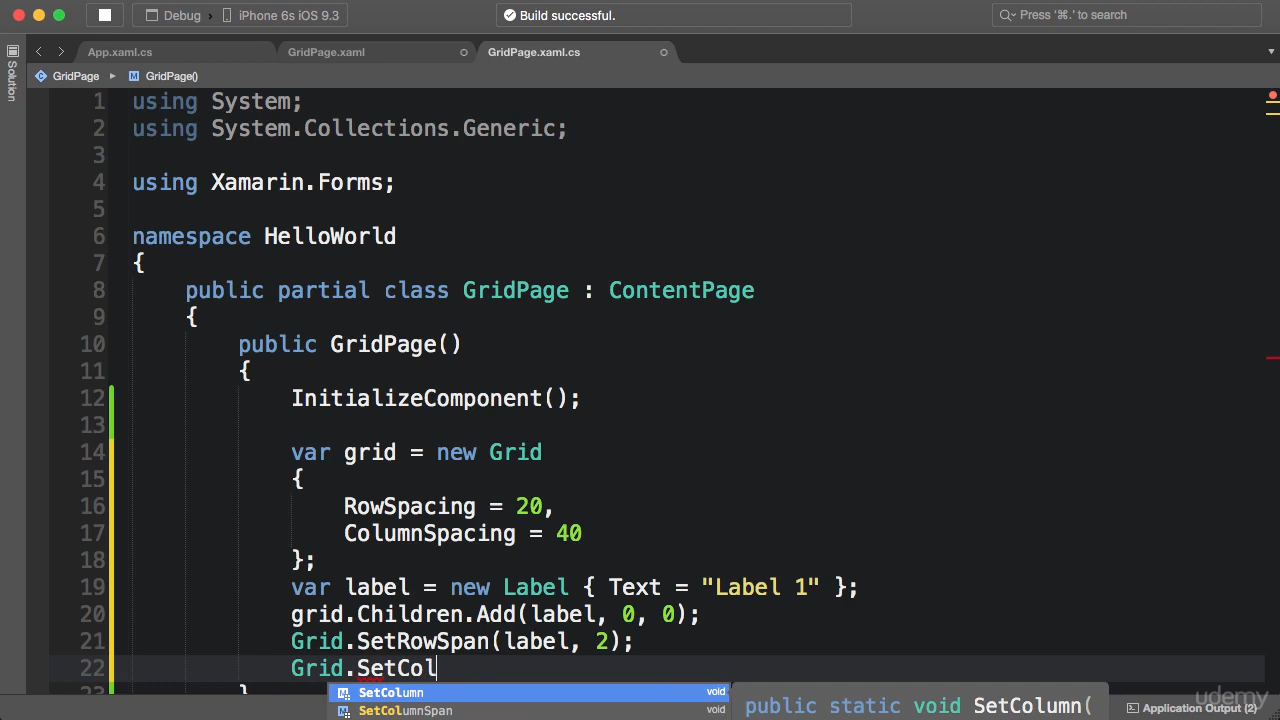 Debug
iPhone 6s iOS 9.3
Build successful.
Press '⌘.' to search
App.xaml.cs
GridPage.xaml
GridPage.xaml.cs
Solution
GridPage
GridPage()
1 using System;
2 using System.Collections.Generic;
3
4 using Xamarin.Forms;
5
6 namespace HelloWorld
7 {
8 public partial class GridPage : ContentPage
9 {
10 public GridPage()
11 {
12 InitializeComponent();
13
14 var grid = new Grid
15 {
16 RowSpacing = 20,
17 ColumnSpacing = 40
18 };
19 var label = new Label { Text = "Label 1" };
20 grid.Children.Add(label, 0, 0);
21 Grid.SetRowSpan(label, 2);
22 Grid.SetCol
23 }
SetColumn void
SetColumnSpan void
public static void SetColumn(
Application Output (2)
udemy